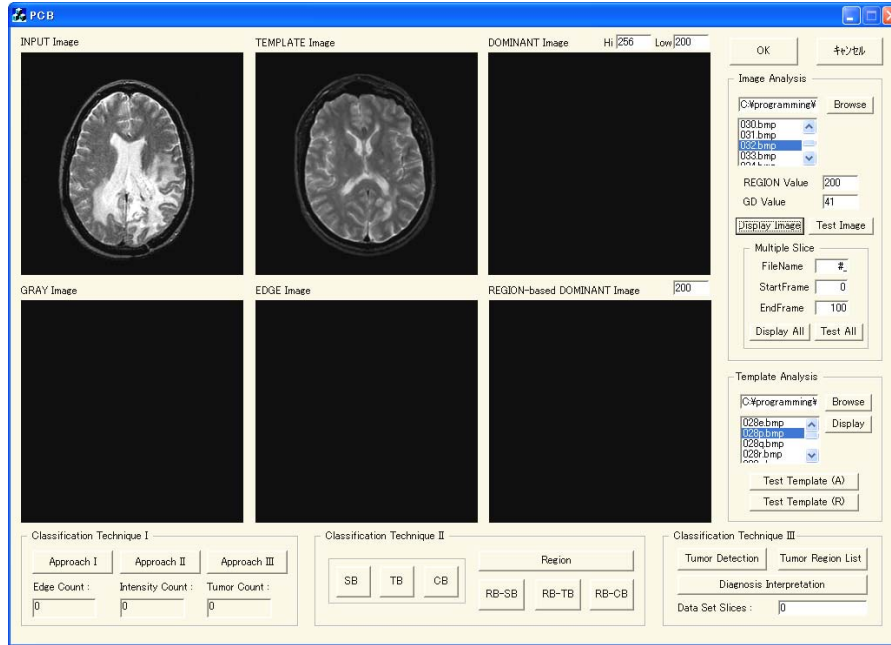 PCB
INPUT Image
TEMPLATE Image
DOMINANT Image
Hi 256
Low 200
OK
キャンセル
Image Analysis
C:¥programming¥
Browse
030.bmp
031.bmp
032.bmp
033.bmp
REGION Value 200
GD Value 41
Display Image
Test Image
Multiple Slice
FileName #_
StartFrame 0
EndFrame 100
Display All
Test All
GRAY Image
EDGE Image
REGION-based DOMINANT Image 200
Template Analysis
C:¥programming¥
Browse
028e.bmp
028p.bmp
028q.bmp
028r.bmp
Display
Test Template (A)
Test Template (R)
Classification Technique I
Approach I
Approach II
Approach III
Edge Count :
Intensity Count :
Tumor Count :
0
0
0
Classification Technique II
SB
TB
CB
Region
RB-SB
RB-TB
RB-CB
Classification Technique III
Tumor Detection
Tumor Region List
Diagnosis Interpretation
Data Set Slices : 0